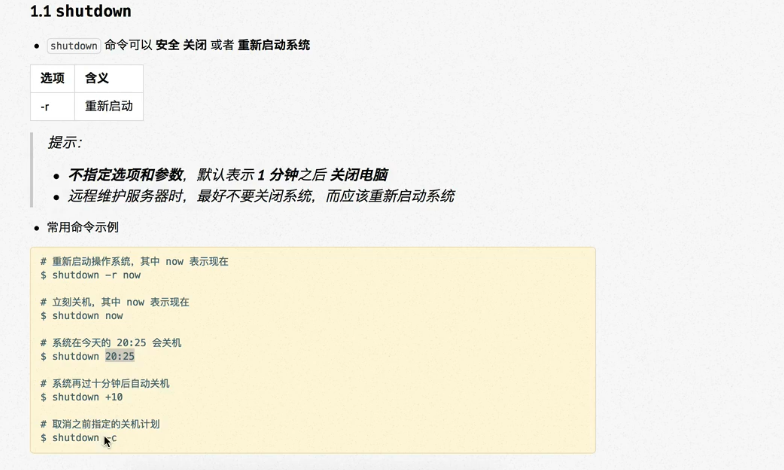 1.1 shutdown
shutdown 命令可以 安全 关闭 或者 重新启动系统
选项 含义
-r 重新启动
提示：
不指定选项和参数，默认表示 1 分钟之后 关闭电脑
远程维护服务器时，最好不要关闭系统，而应该重新启动系统
常用命令示例
# 重新启动操作系统，其中 now 表示现在
$ shutdown -r now
# 立刻关机，其中 now 表示现在
$ shutdown now
# 系统在今天的 20:25 会关机
$ shutdown 20:25
# 系统再过十分钟后自动关机
$ shutdown +10
# 取消之前指定的关机计划
$ shutdown -c